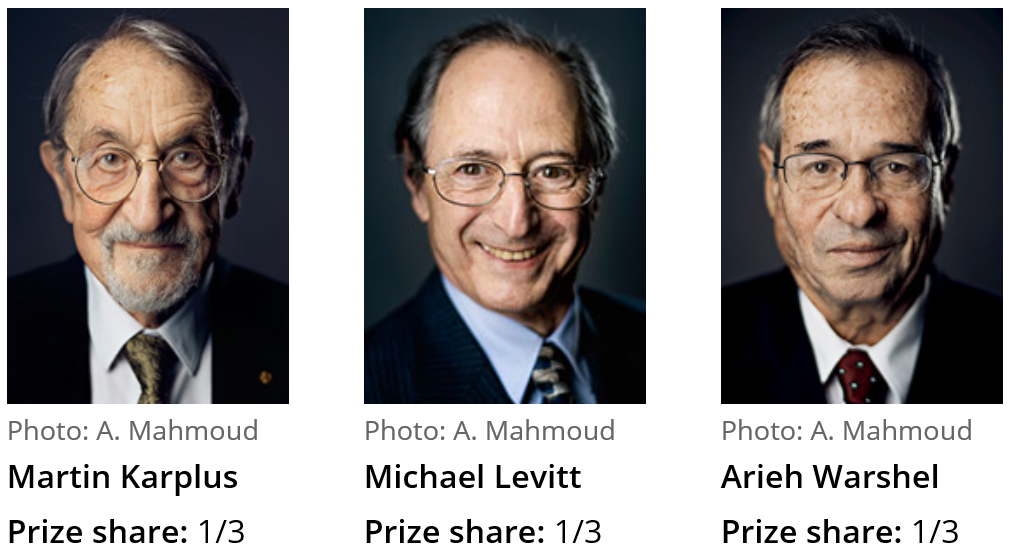 Photo: A. Mahmoud
Martin Karplus
Prize share: 1/3
Photo: A. Mahmoud
Michael Levitt
Prize share: 1/3
Photo: A. Mahmoud
Arieh Warshel
Prize share: 1/3